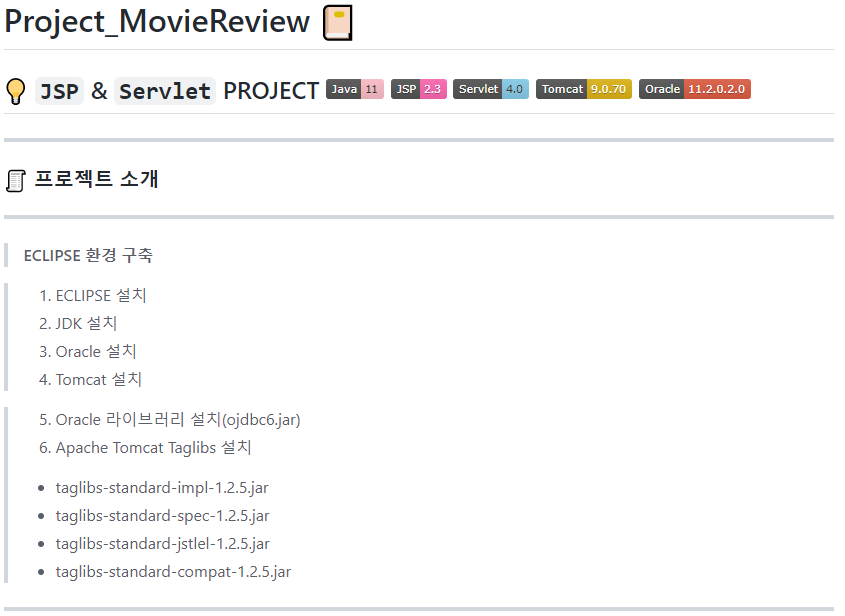 Project_MovieReview
JSP & Servlet PROJECT Java 11 JSP 2.3 Servlet 4.0 Tomcat 9.0.70 Oracle 11.2.0.2.0
프로젝트 소개
ECLIPSE 환경 구축
1. ECLIPSE 설치
2. JDK 설치
3. Oracle 설치
4. Tomcat 설치
5. Oracle 라이브러리 설치(ojdbc6.jar)
6. Apache Tomcat Taglibs 설치
• taglibs-standard-impl-1.2.5.jar
• taglibs-standard-spec-1.2.5.jar
• taglibs-standard-jstlel-1.2.5.jar
• taglibs-standard-compat-1.2.5.jar